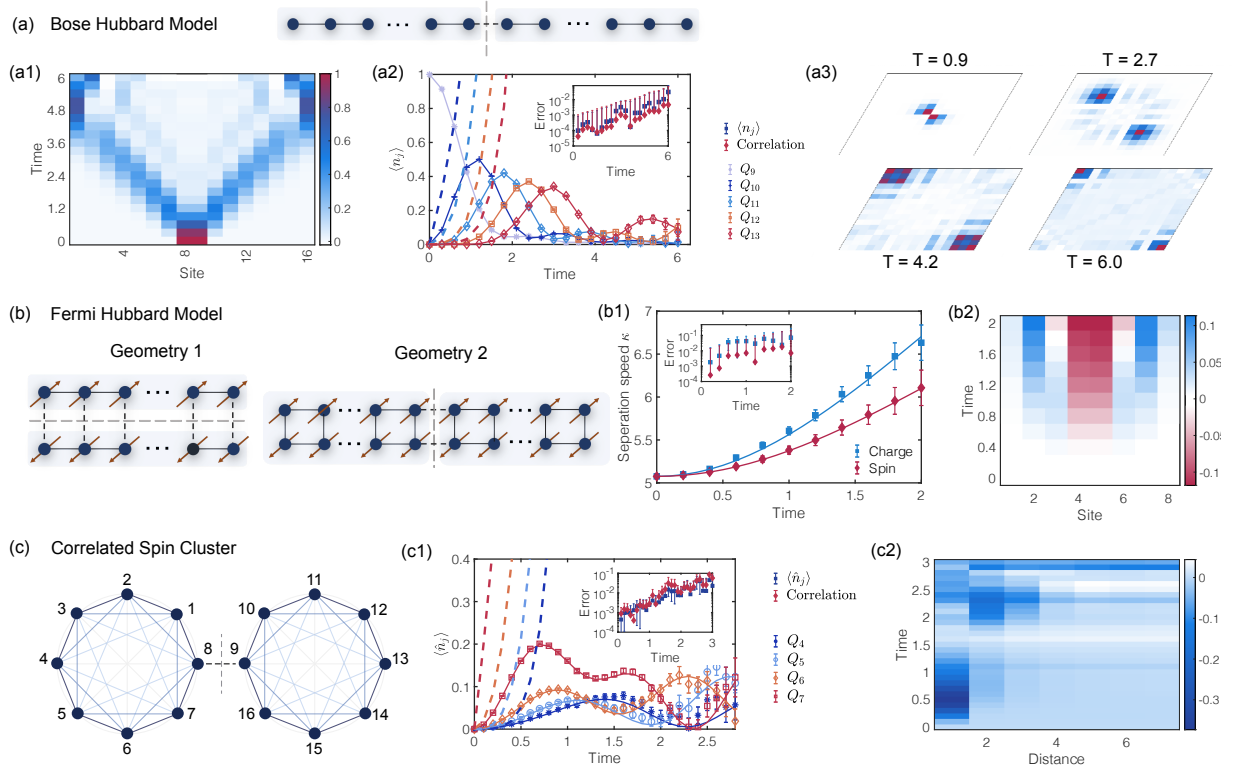 (a) Bose Hubbard Model
(a1)
Time
6
4.8
3.6
2.4
1.2
0
4
8
12
16
Site
1
0.8
0.6
0.4
0.2
0
(a2)
⟨n_j⟩
1
0.8
0.6
0.4
0.2
0
0
2
4
6
Time
Error
10^-2
10^-3
10^-4
10^-5
0
2
4
6
Time
⟨n_j⟩
Correlation
Q_9
Q_10
Q_11
Q_12
Q_13
(a3)
T = 0.9
T = 2.7
T = 4.2
T = 6.0
(b) Fermi Hubbard Model
Geometry 1
Geometry 2
(b1)
Seperation speed κ
7
6.5
6
5.5
5
0
0.5
1.0
1.5
2
Time
Error
10^-1
10^-2
10^-3
10^-4
0
0.5
1
1.5
2
Time
Charge
Spin
(b2)
Time
2
1.6
1.2
0.8
0.4
0
2
4
6
8
Site
0.1
0.05
0
-0.05
-0.1
(c) Correlated Spin Cluster
2
11
3
1
10
12
4
8
9
13
5
7
16
14
6
15
(c1)
⟨n̂_j⟩
0.4
0.3
0.2
0.1
0
0
0.5
1
1.5
2
2.5
Time
Error
10^-1
10^-2
10^-3
10^-4
0
1
2
3
Time
⟨n̂_j⟩
Correlation
Q_4
Q_5
Q_6
Q_7
(c2)
Time
3
2.5
2
1.5
1
0.5
0
2
4
6
Distance
0
-0.1
-0.2
-0.3